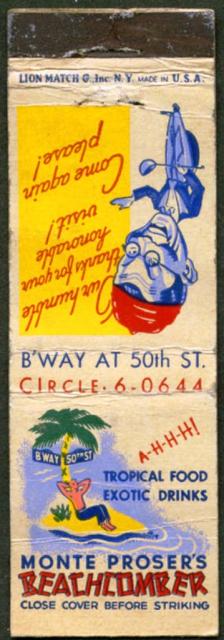 LION MATCH C., Inc. N.Y. MADE IN U.S.A.
Our humble
thanks for your
honorable
visit!
Come again
please!
B'WAY AT 50th ST.
CIRCLE·6-0644
A-H-H-H!
B'WAY 50TH ST
TROPICAL FOOD
EXOTIC DRINKS
MONTE PROSER'S
BEACHCOMBER
CLOSE COVER BEFORE STRIKING